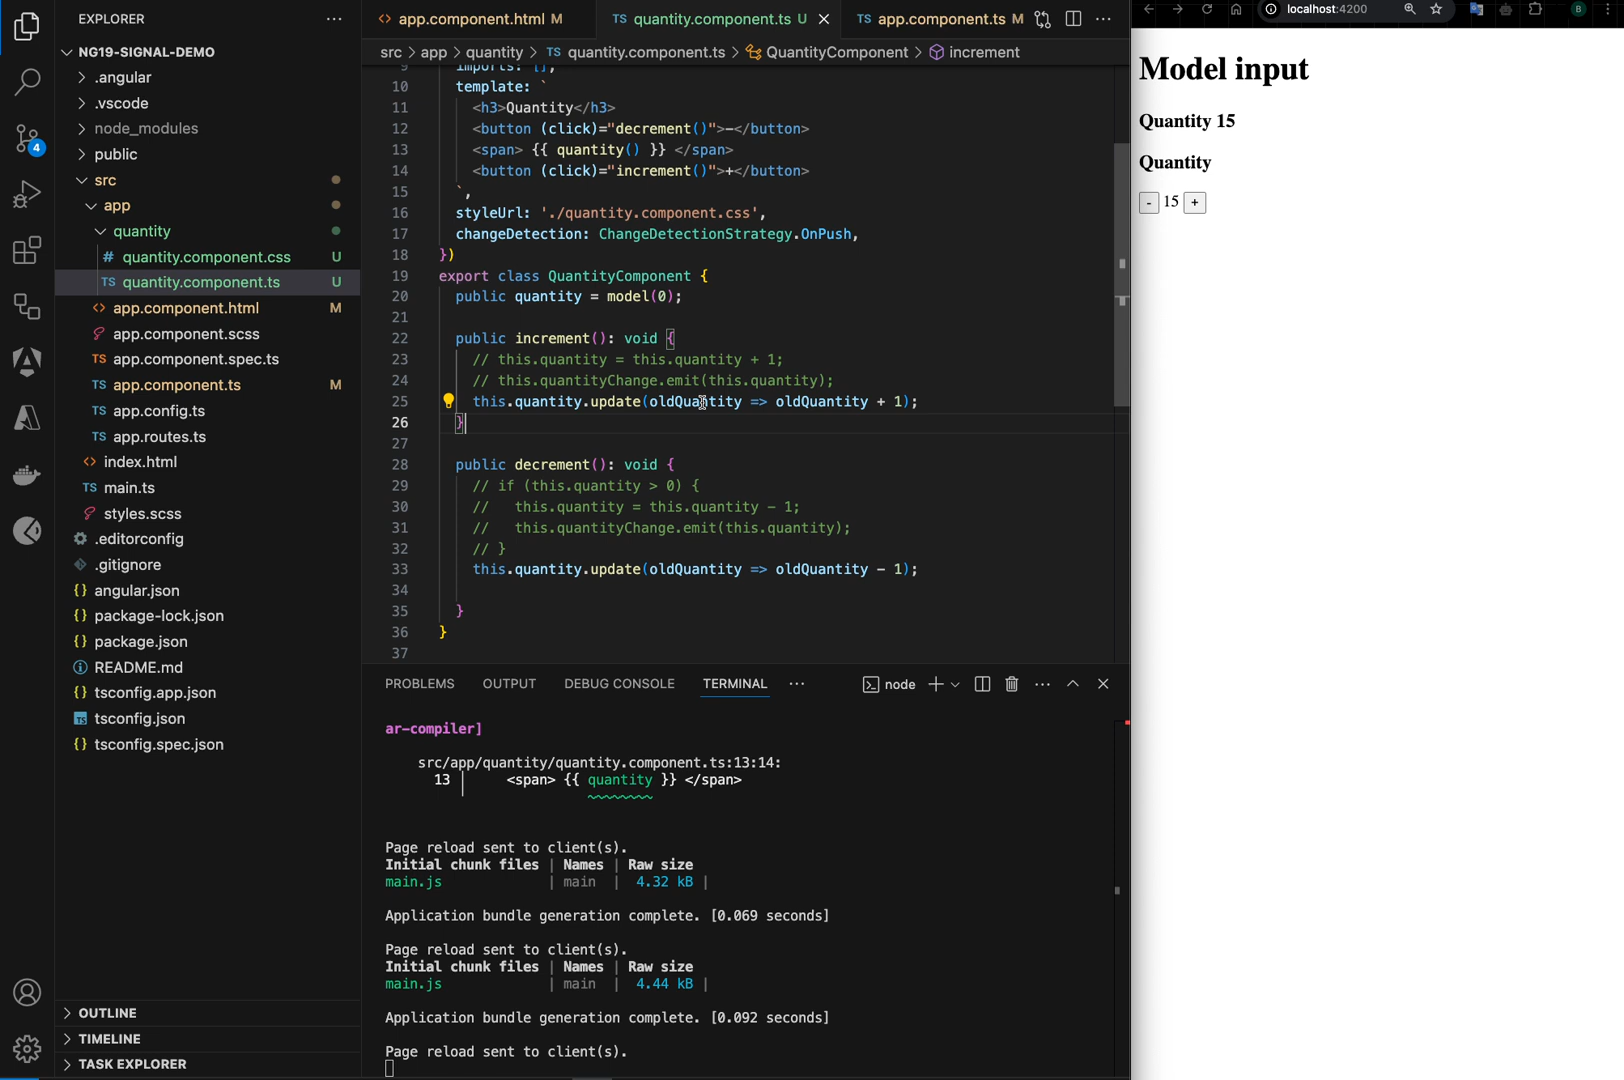 EXPLORER
NG19-SIGNAL-DEMO
.angular
.vscode
node_modules
public
src
app
quantity
# quantity.component.css U
TS quantity.component.ts U
<> app.component.html M
app.component.scss
TS app.component.spec.ts
TS app.component.ts M
TS app.config.ts
TS app.routes.ts
<> index.html
TS main.ts
styles.scss
.editorconfig
.gitignore
{} angular.json
{} package-lock.json
{} package.json
README.md
{} tsconfig.app.json
TS tsconfig.json
{} tsconfig.spec.json
OUTLINE
TIMELINE
TASK EXPLORER
4
<> app.component.html M
TS quantity.component.ts U
TS app.component.ts M
src > app > quantity > TS quantity.component.ts > QuantityComponent > increment
9 imports: [],
10 template: `
11 <h3>Quantity</h3>
12 <button (click)="decrement()">-</button>
13 <span> {{ quantity() }} </span>
14 <button (click)="increment()">+</button>
15 `,
16 styleUrl: './quantity.component.css',
17 changeDetection: ChangeDetectionStrategy.OnPush,
18 })
19 export class QuantityComponent {
20 public quantity = model(0);
21
22 public increment(): void {
23 // this.quantity = this.quantity + 1;
24 // this.quantityChange.emit(this.quantity);
25 this.quantity.update(oldQuantity => oldQuantity + 1);
26 }
27
28 public decrement(): void {
29 // if (this.quantity > 0) {
30 //   this.quantity = this.quantity - 1;
31 //   this.quantityChange.emit(this.quantity);
32 // }
33 this.quantity.update(oldQuantity => oldQuantity - 1);
34
35 }
36 }
37
PROBLEMS OUTPUT DEBUG CONSOLE TERMINAL ··· node
ar-compiler]
src/app/quantity/quantity.component.ts:13:14:
13 │ <span> {{ quantity }} </span>
Page reload sent to client(s).
Initial chunk files | Names | Raw size
main.js | main | 4.32 kB |
Application bundle generation complete. [0.069 seconds]
Page reload sent to client(s).
Initial chunk files | Names | Raw size
main.js | main | 4.44 kB |
Application bundle generation complete. [0.092 seconds]
Page reload sent to client(s).
localhost:4200
B
Model input
Quantity 15
Quantity
- 15 +